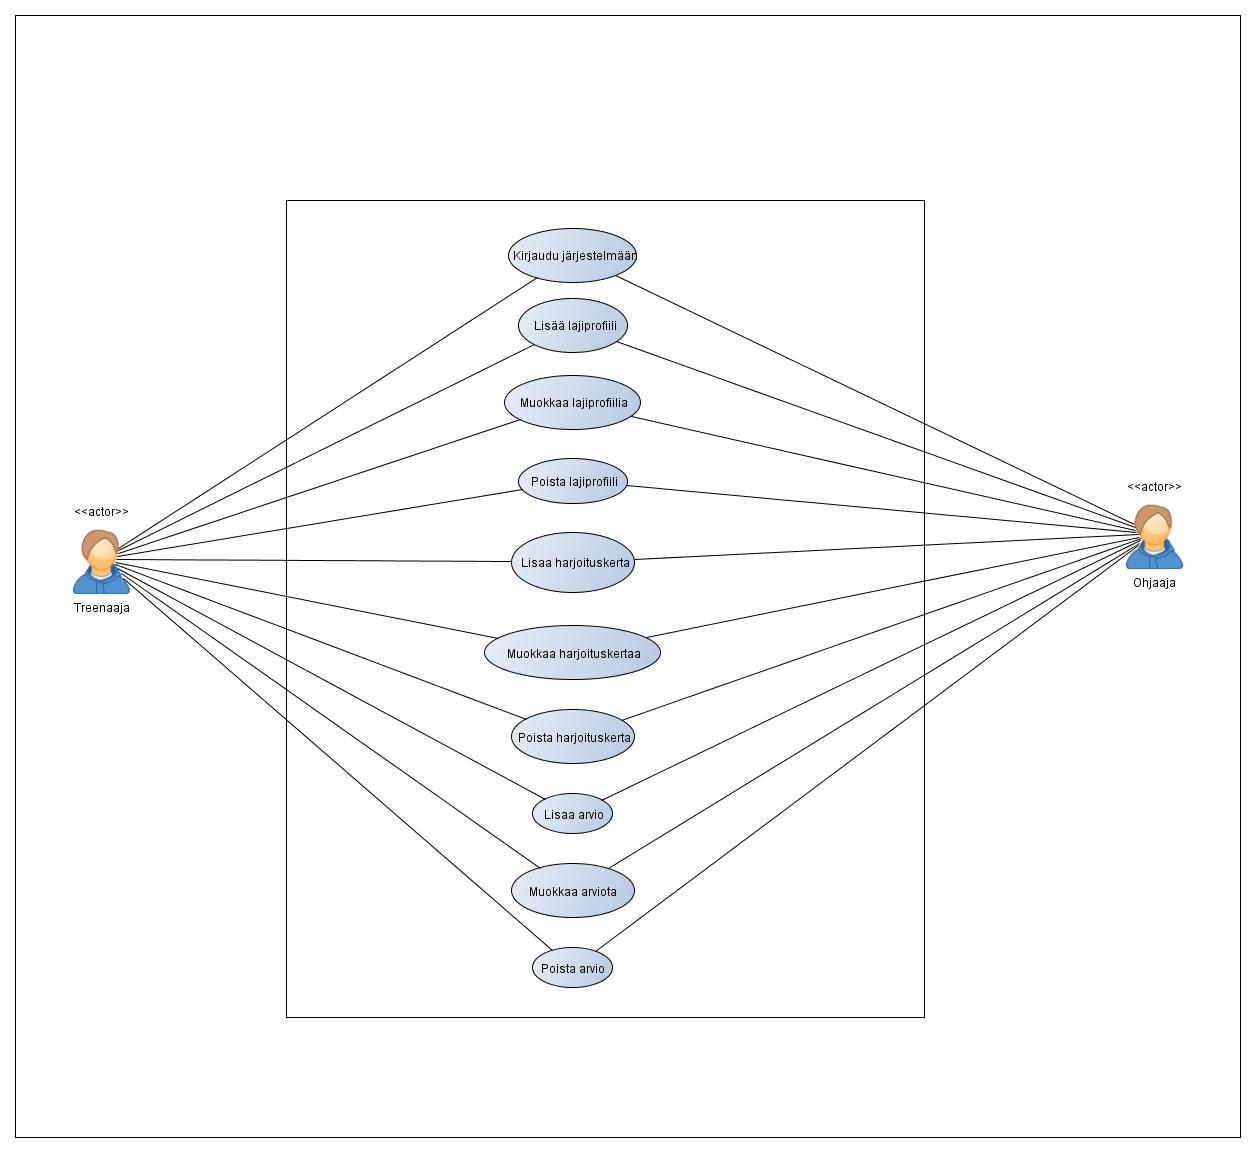 Kirjaudu järjestelmään
Lisää lajiprofiili
Muokkaa lajiprofiilia
Poista lajiprofiili
<<actor>>
Treenaaja
<<actor>>
Ohjaaja
Lisaa harjoituskerta
Muokkaa harjoituskertaa
Poista harjoituskerta
Lisaa arvio
Muokkaa arviota
Poista arvio